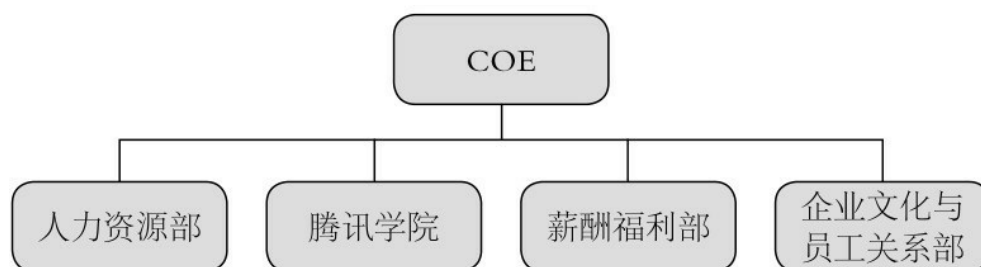 COE
人力资源部
腾讯学院
薪酬福利部
企业文化与
员工关系部